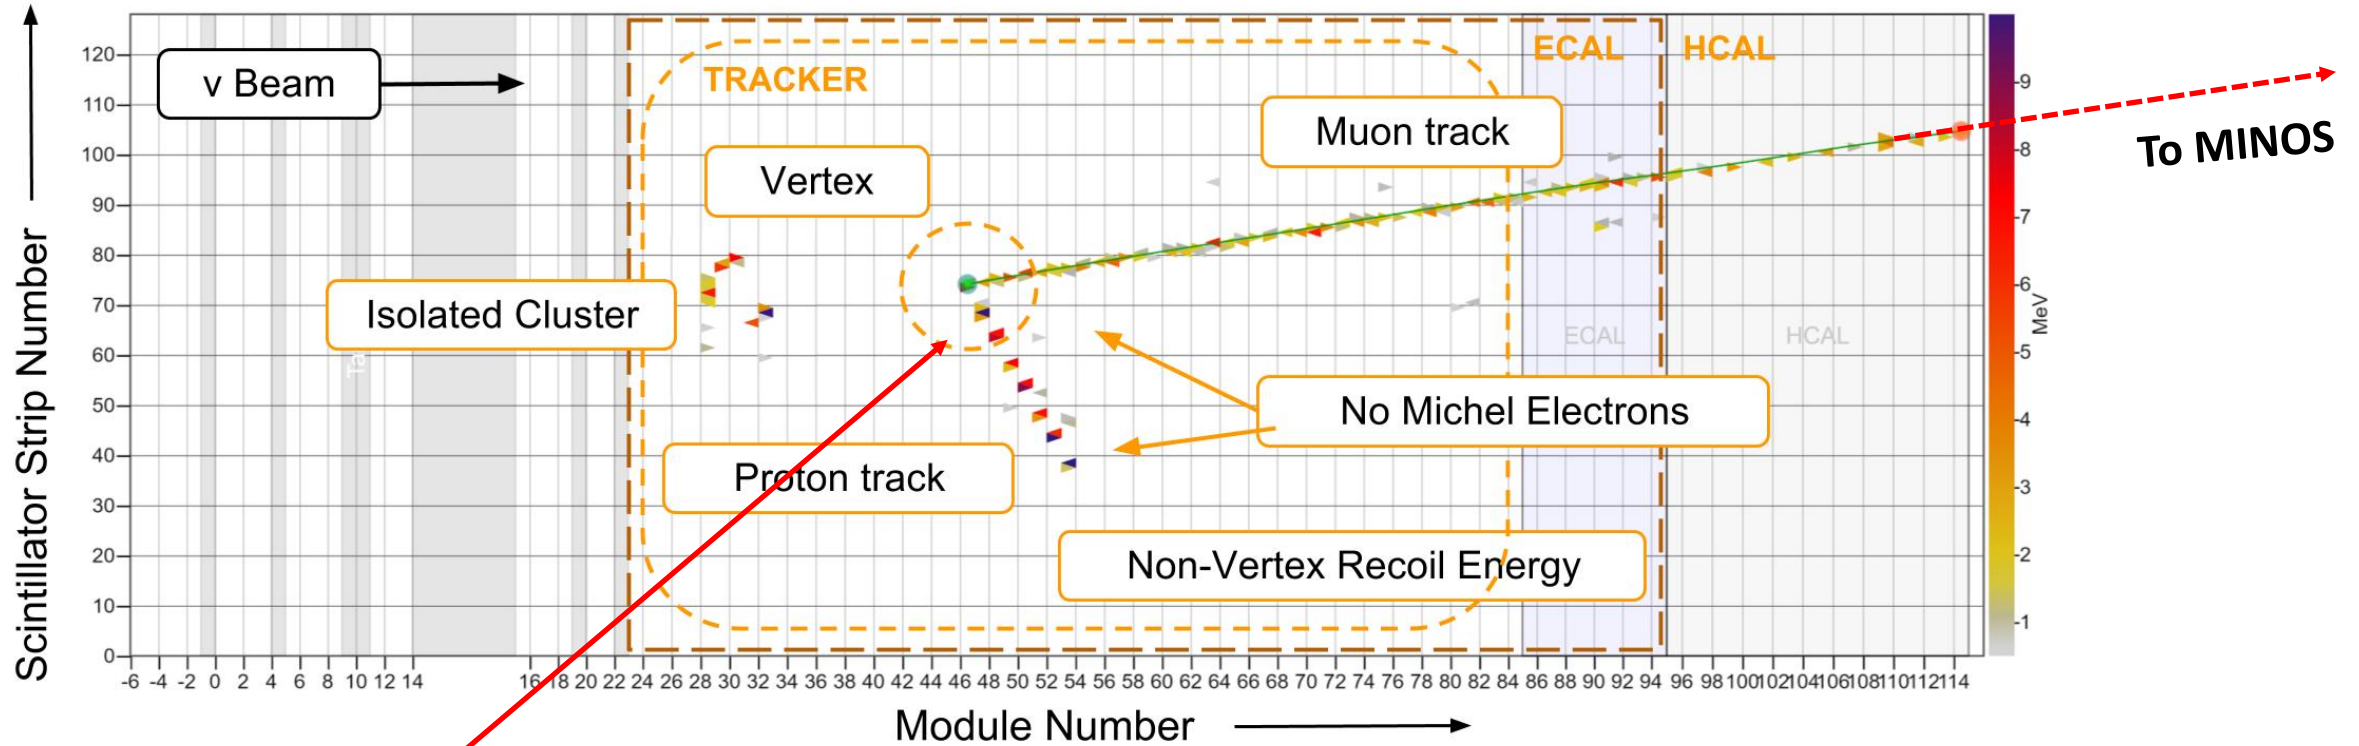 120
110
100
90
80
70
60
50
40
30
20
10
0
Scintillator Strip Number
ν Beam
TRACKER
ECAL
HCAL
Muon track
Vertex
To MINOS
Isolated Cluster
ECAL
HCAL
No Michel Electrons
Proton track
Non-Vertex Recoil Energy
9
8
7
6
5
4
3
2
1
MeV
-6 -4 -2 0 2 4 6 8 10 12 14 16 18 20 22 24 26 28 30 32 34 36 38 40 42 44 46 48 50 52 54 56 58 60 62 64 66 68 70 72 74 76 78 80 82 84 86 88 90 92 94 96 98 100 102 104 106 108 110 112 114
Module Number